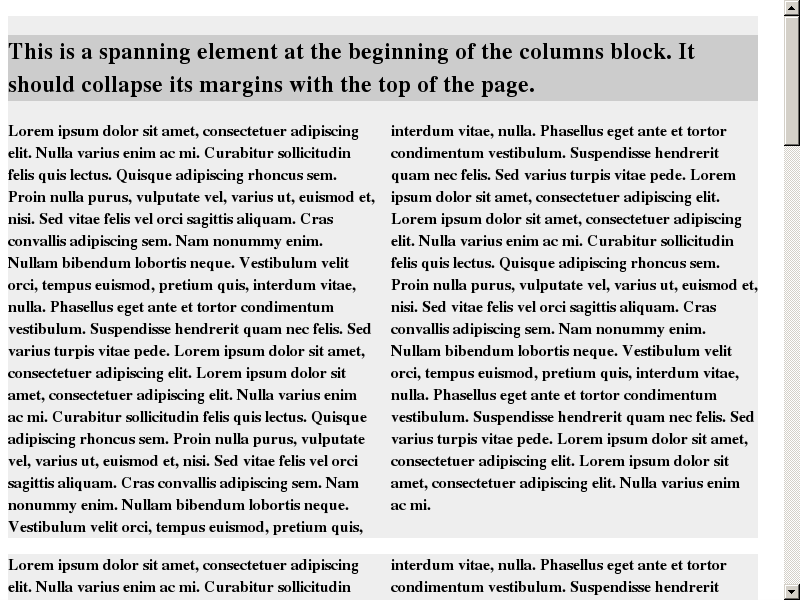 This is a spanning element at the beginning of the columns block. It
should collapse its margins with the top of the page.
Lorem ipsum dolor sit amet, consectetuer adipiscing
elit. Nulla varius enim ac mi. Curabitur sollicitudin
felis quis lectus. Quisque adipiscing rhoncus sem.
Proin nulla purus, vulputate vel, varius ut, euismod et,
nisi. Sed vitae felis vel orci sagittis aliquam. Cras
convallis adipiscing sem. Nam nonummy enim.
Nullam bibendum lobortis neque. Vestibulum velit
orci, tempus euismod, pretium quis, interdum vitae,
nulla. Phasellus eget ante et tortor condimentum
vestibulum. Suspendisse hendrerit quam nec felis. Sed
varius turpis vitae pede. Lorem ipsum dolor sit amet,
consectetuer adipiscing elit. Lorem ipsum dolor sit
amet, consectetuer adipiscing elit. Nulla varius enim
ac mi. Curabitur sollicitudin felis quis lectus. Quisque
adipiscing rhoncus sem. Proin nulla purus, vulputate
vel, varius ut, euismod et, nisi. Sed vitae felis vel orci
sagittis aliquam. Cras convallis adipiscing sem. Nam
nonummy enim. Nullam bibendum lobortis neque.
Vestibulum velit orci, tempus euismod, pretium quis,
interdum vitae, nulla. Phasellus eget ante et tortor
condimentum vestibulum. Suspendisse hendrerit
quam nec felis. Sed varius turpis vitae pede. Lorem
ipsum dolor sit amet, consectetuer adipiscing elit.
Lorem ipsum dolor sit amet, consectetuer adipiscing
elit. Nulla varius enim ac mi. Curabitur sollicitudin
felis quis lectus. Quisque adipiscing rhoncus sem.
Proin nulla purus, vulputate vel, varius ut, euismod et,
nisi. Sed vitae felis vel orci sagittis aliquam. Cras
convallis adipiscing sem. Nam nonummy enim.
Nullam bibendum lobortis neque. Vestibulum velit
orci, tempus euismod, pretium quis, interdum vitae,
nulla. Phasellus eget ante et tortor condimentum
vestibulum. Suspendisse hendrerit quam nec felis. Sed
varius turpis vitae pede. Lorem ipsum dolor sit amet,
consectetuer adipiscing elit. Lorem ipsum dolor sit
amet, consectetuer adipiscing elit. Nulla varius enim
ac mi.
Lorem ipsum dolor sit amet, consectetuer adipiscing
elit. Nulla varius enim ac mi. Curabitur sollicitudin
interdum vitae, nulla. Phasellus eget ante et tortor
condimentum vestibulum. Suspendisse hendrerit